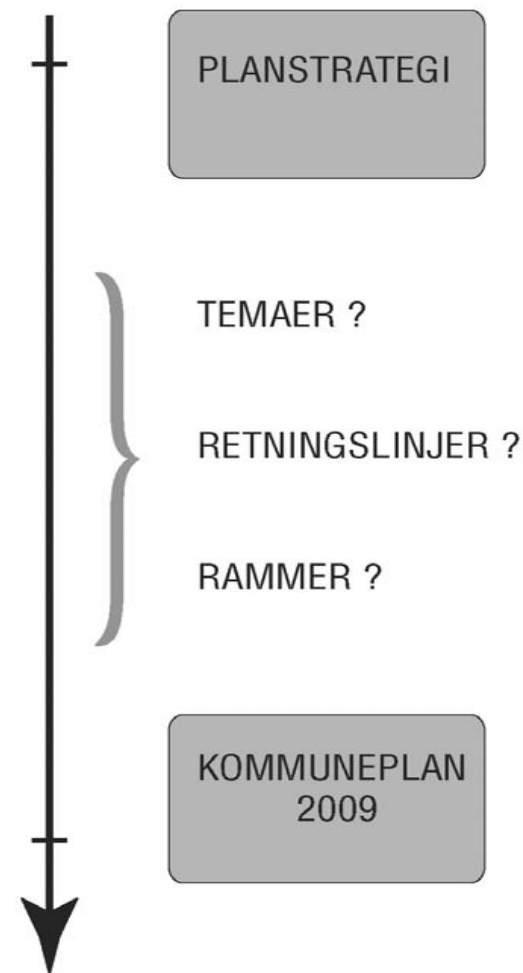 PLANSTRATEGI
TEMAER ?
RETNINGSLINJER ?
RAMMER ?
KOMMUNEPLAN
2009